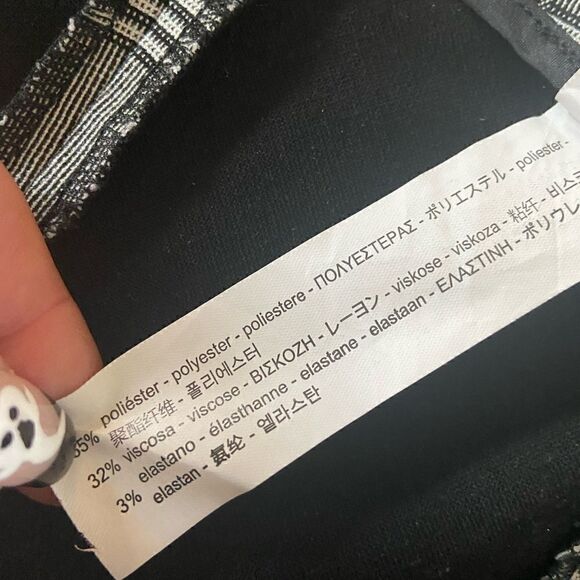 65% poliéster - polyester - poliestere - ΠΟΛΥΕΣΤΕΡΑΣ - ポリエステル - poliester -
聚酯纤维 - 폴리에스터
32% viscosa - viscose - ΒΙΣΚΟΖΗ - レーヨン - viskose - viskoza - 粘纤 - 비스코
3% elastano - élasthanne - elastane - elastaan - ΕΛΑΣΤΙΝΗ - ポリウレ
elastan - 氨纶 - 엘라스탄